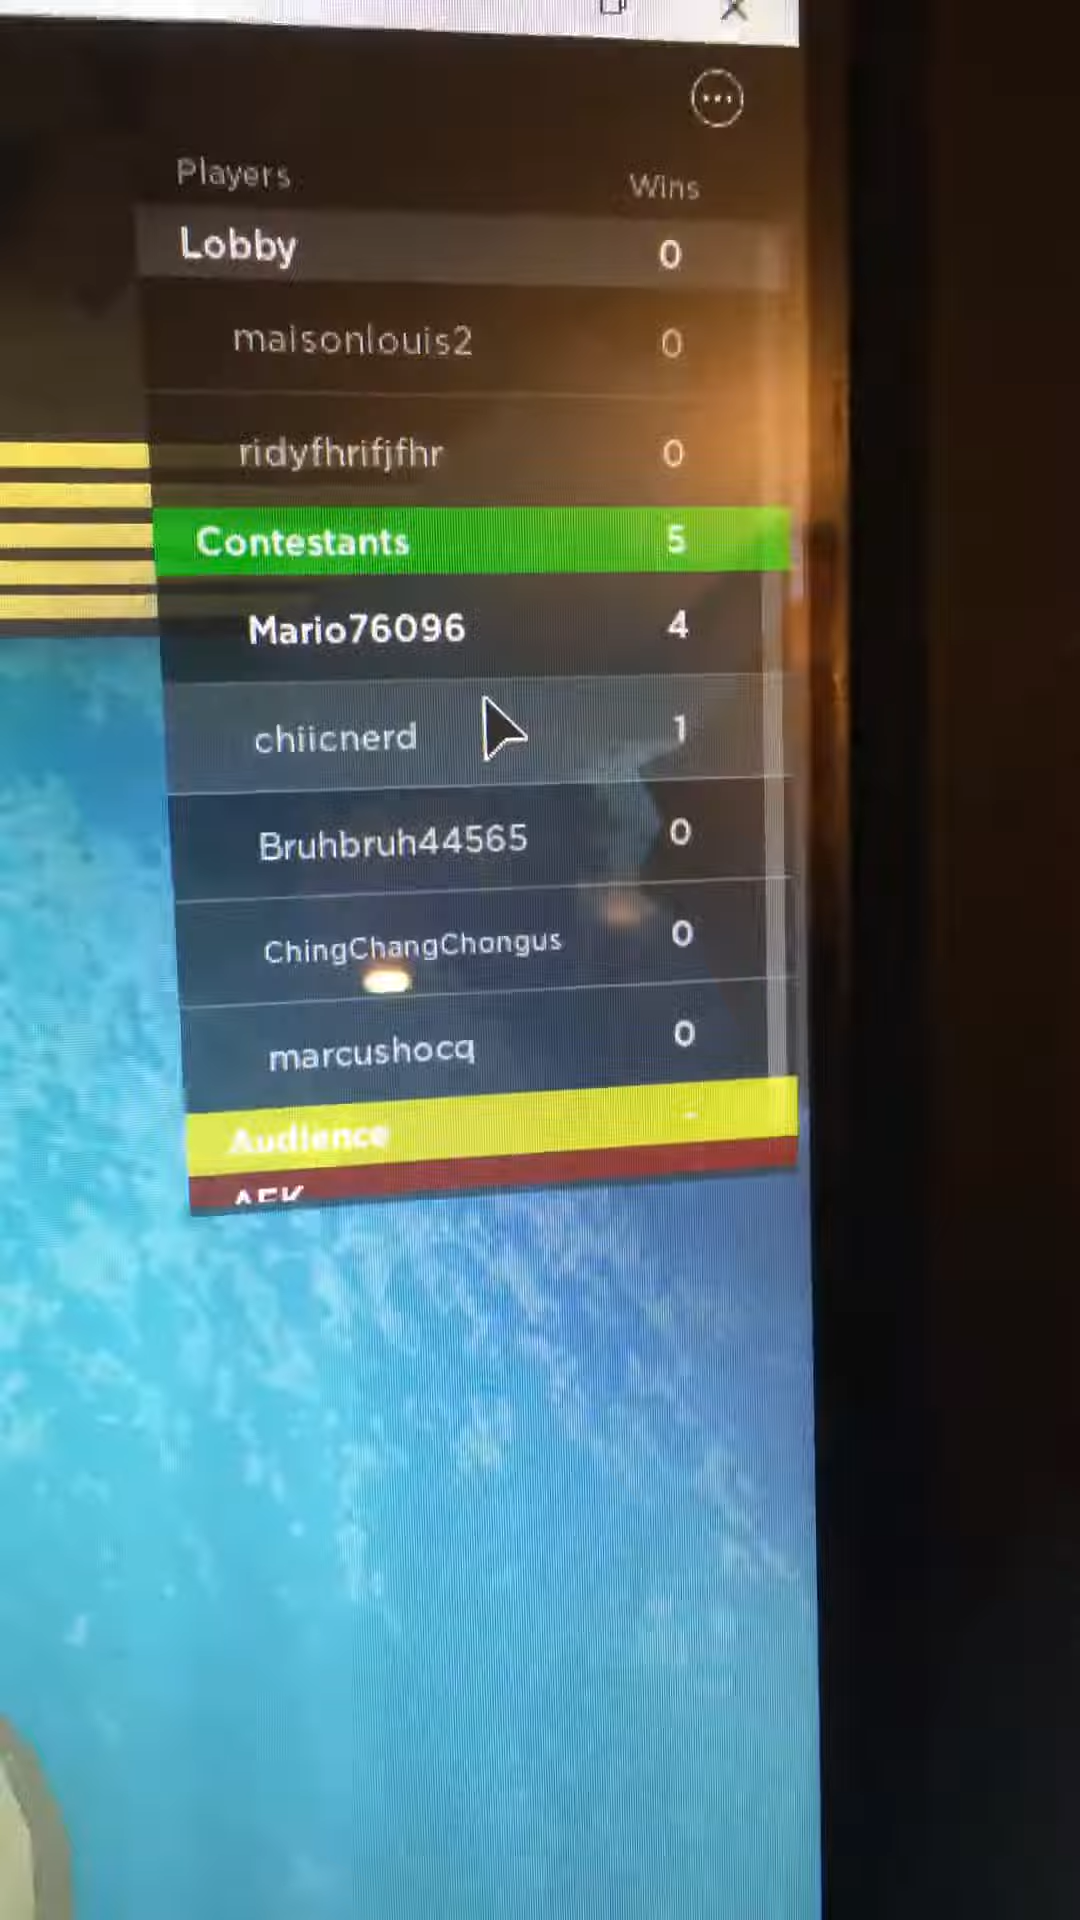 Players Wins
Lobby 0
maisonlouis2 0
ridyfhrifjfhr 0
Contestants 5
Mario76096 4
chiicnerd 1
Bruhbruh44565 0
ChingChangChongus 0
marcushocq 0
Audience
AFK